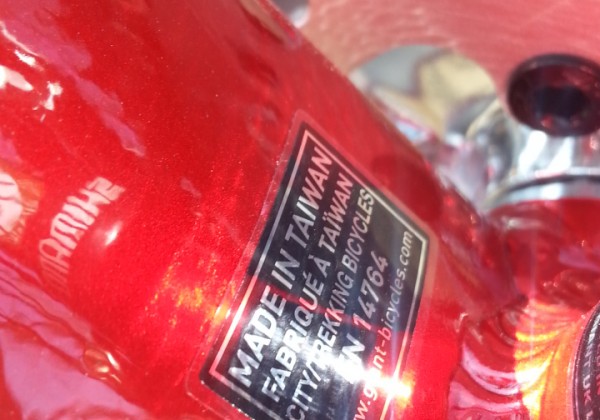 MADE IN TAIWAN
FABRIQUÉ À TAÏWAN
CITY/TREKKING BICYCLES
EN 14764
www.giant-bicycles.com